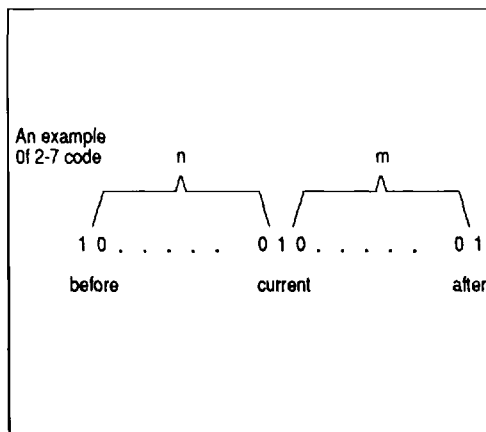 An example
0f 2-7 code
n
m
1 0 . . . . . 0 1 0 . . . . . 0 1
before current after